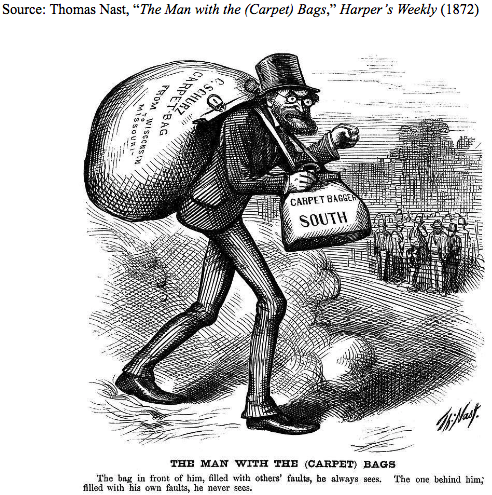 Source: Thomas Nast, “The Man with the (Carpet) Bags,” Harper’s Weekly (1872)
C. SCHURZ
CARPET-BAG
FROM WISCONSIN
TO
MISSOURI
CARPET BAGGER
SOUTH
Th: Nast.
THE MAN WITH THE (CARPET) BAGS
The bag in front of him, filled with others' faults, he always sees. The one behind him,
filled with his own faults, he never sees.